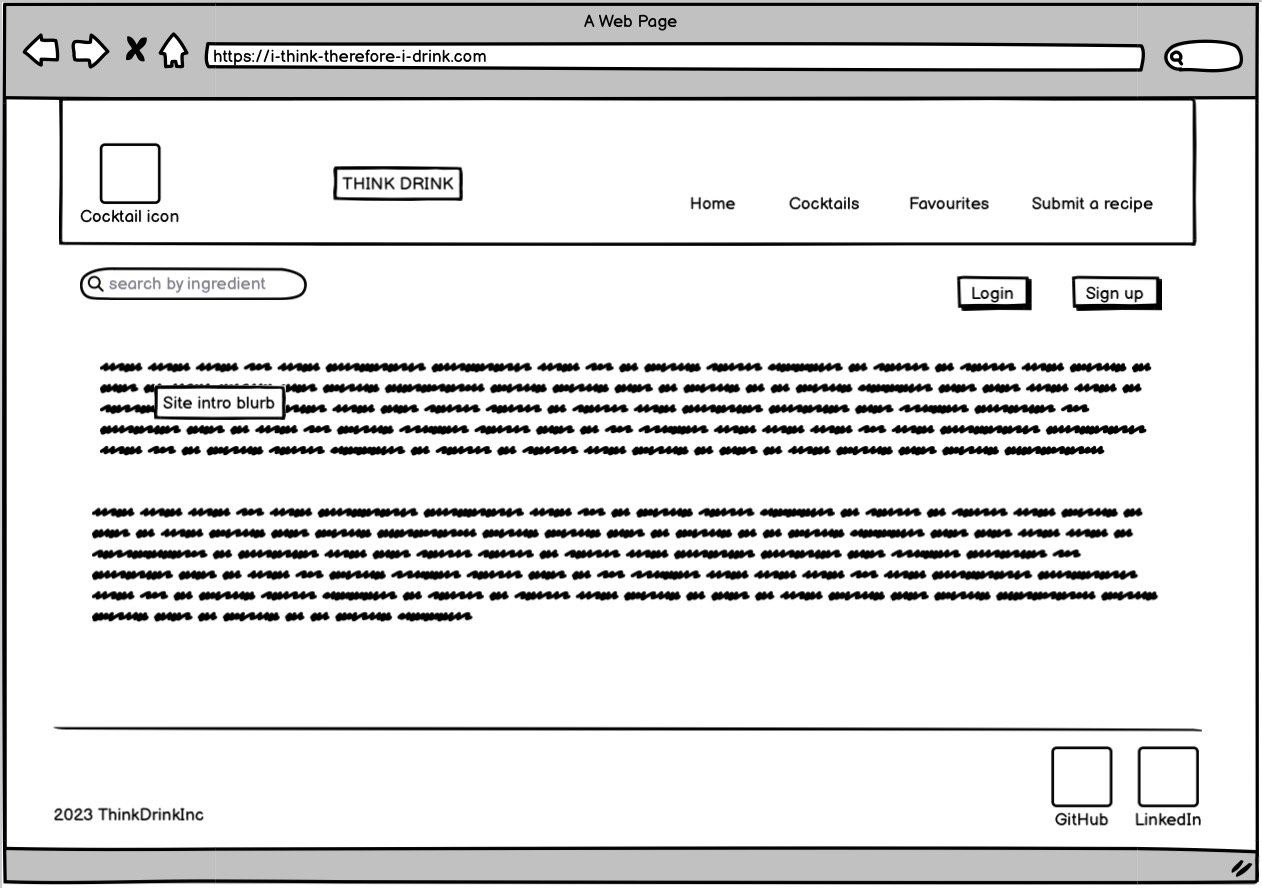 A Web Page
https://i-think-therefore-i-drink.com
THINK DRINK
Cocktail icon
Home Cocktails Favourites Submit a recipe
search by ingredient
Login Sign up
Site intro blurb
2023 ThinkDrinkInc
GitHub LinkedIn